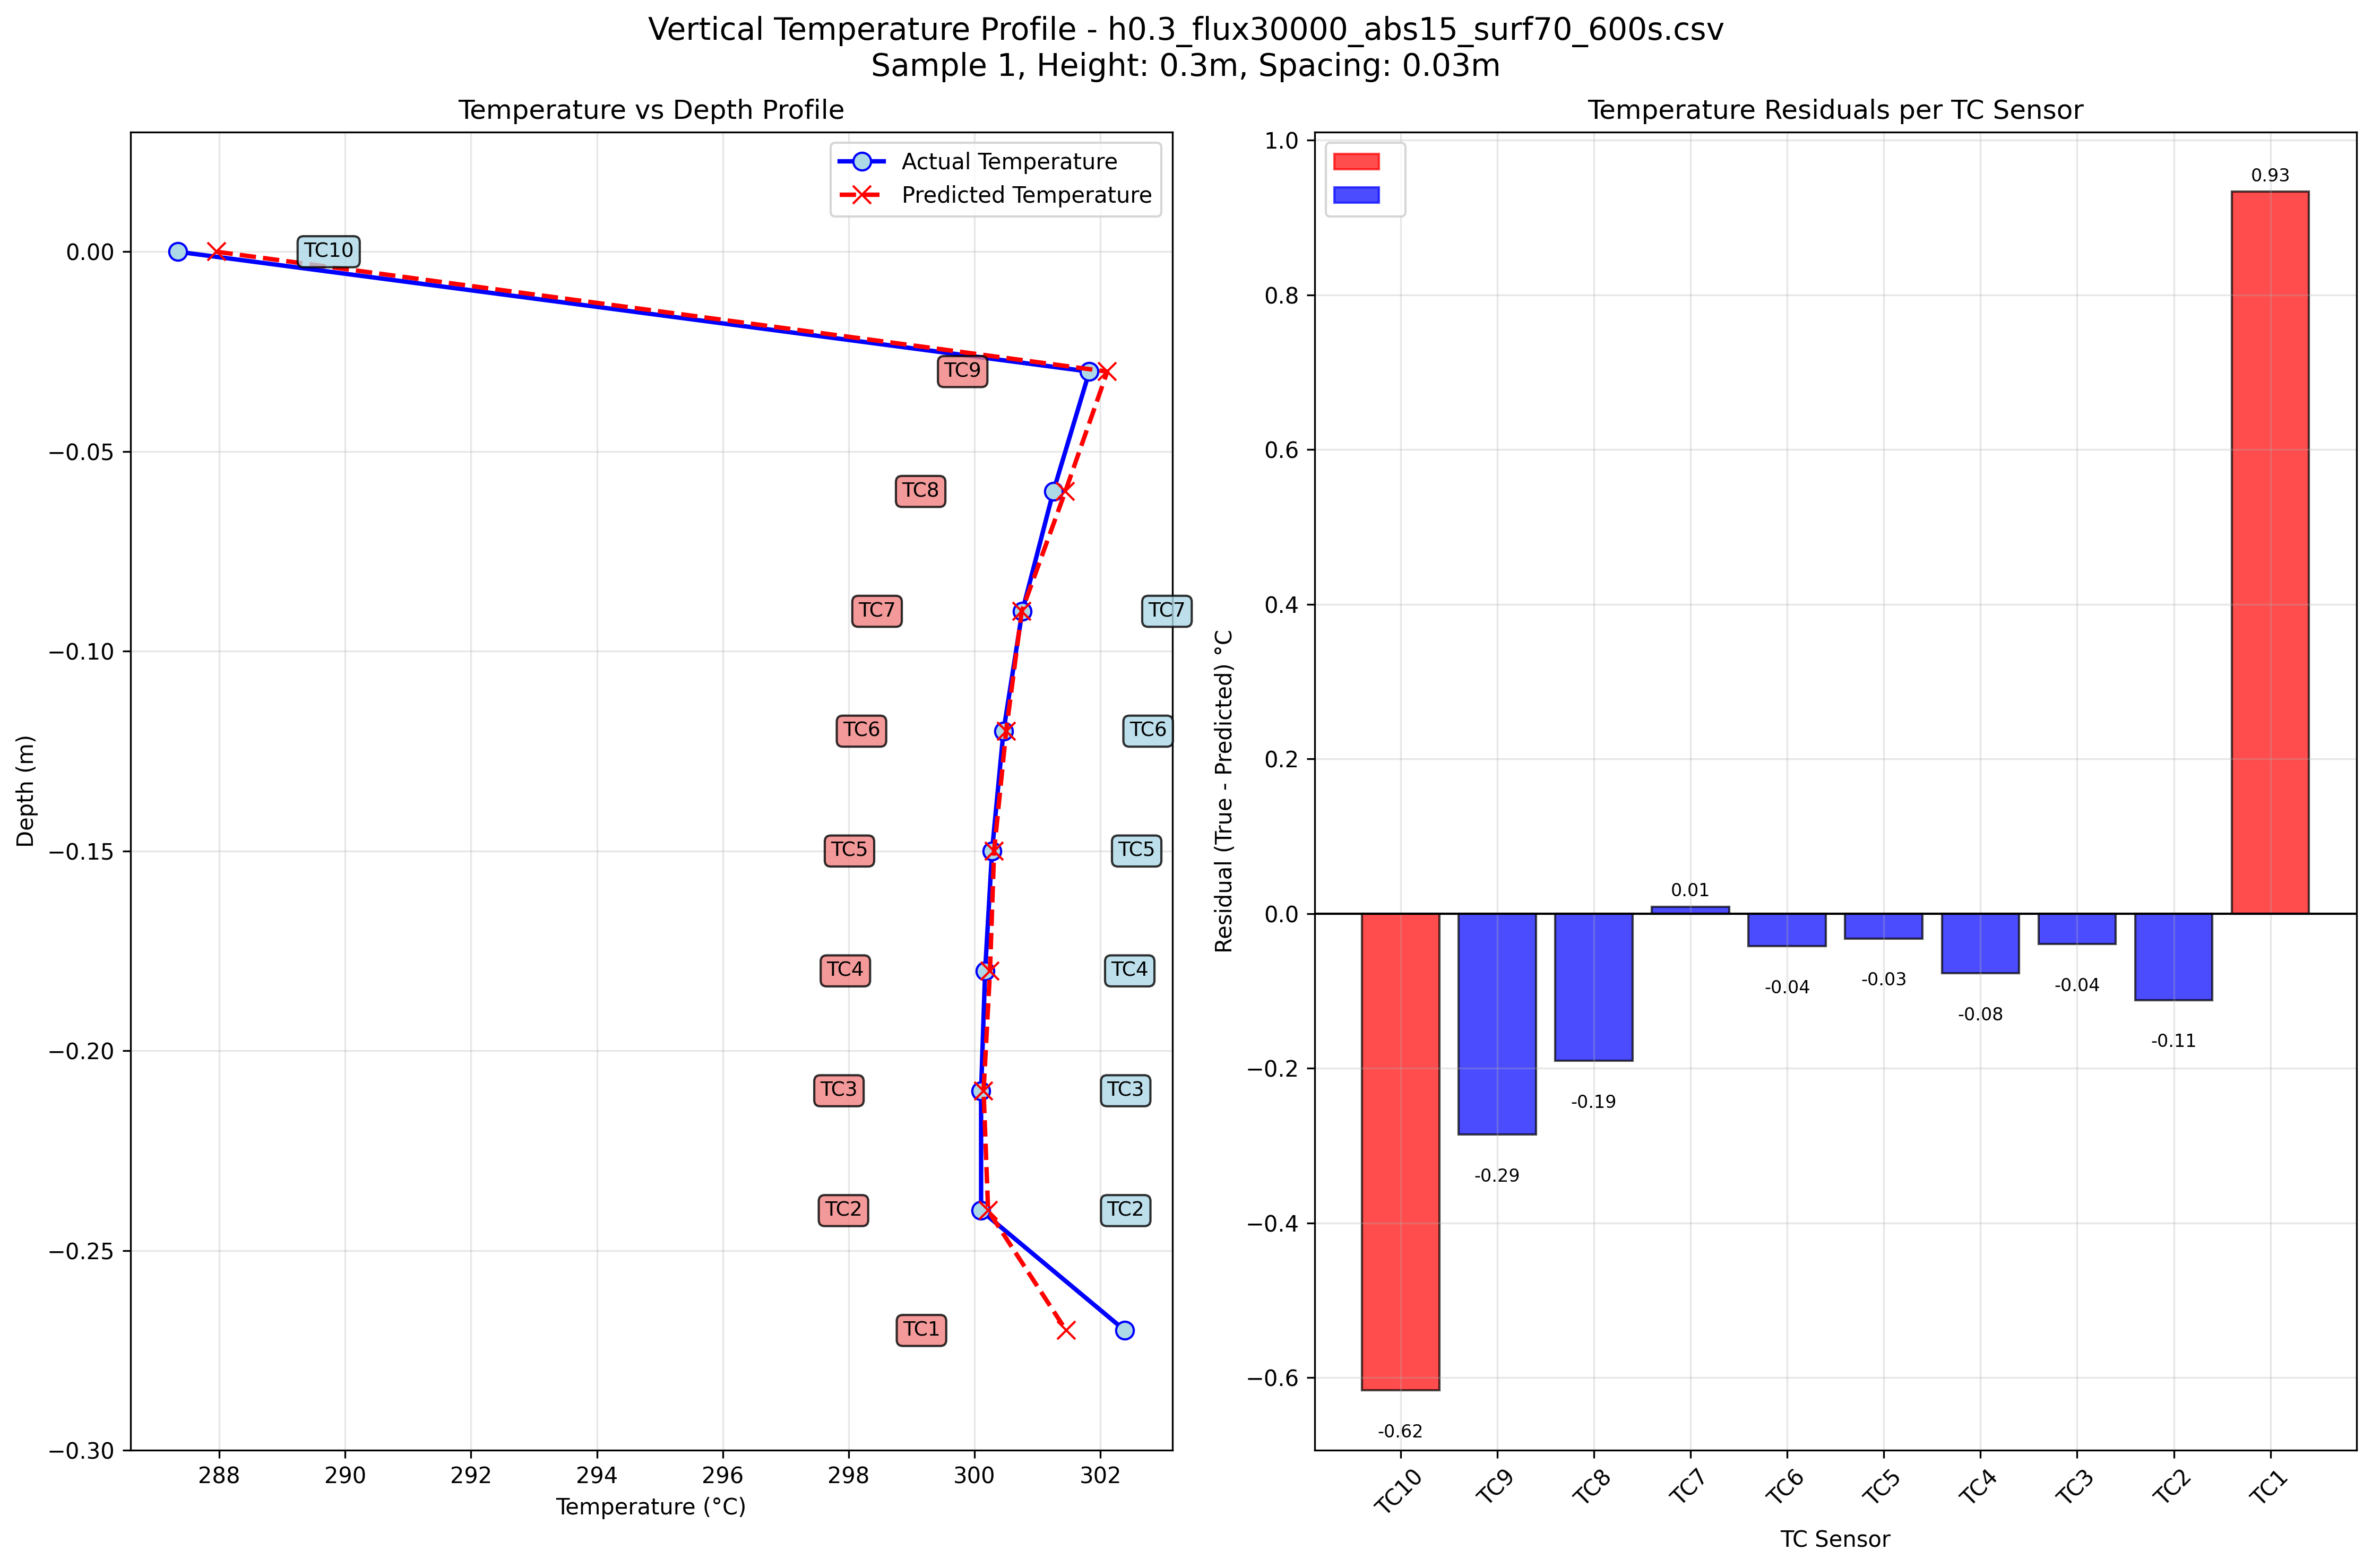 Vertical Temperature Profile - h0.3_flux30000_abs15_surf70_600s.csv
Sample 1, Height: 0.3m, Spacing: 0.03m
Temperature vs Depth Profile
Actual Temperature
Predicted Temperature
0.00
−0.05
−0.10
−0.15
−0.20
−0.25
−0.30
Depth (m)
TC10
TC9
TC8
TC7 TC7
TC6 TC6
TC5 TC5
TC4 TC4
TC3 TC3
TC2 TC2
TC1
288 290 292 294 296 298 300 302
Temperature (°C)
Temperature Residuals per TC Sensor
1.0
0.8
0.6
0.4
0.2
0.0
−0.2
−0.4
−0.6
Residual (True - Predicted) °C
-0.62
-0.29
-0.19
0.01
-0.04
-0.03
-0.08
-0.04
-0.11
0.93
TC10 TC9 TC8 TC7 TC6 TC5 TC4 TC3 TC2 TC1
TC Sensor